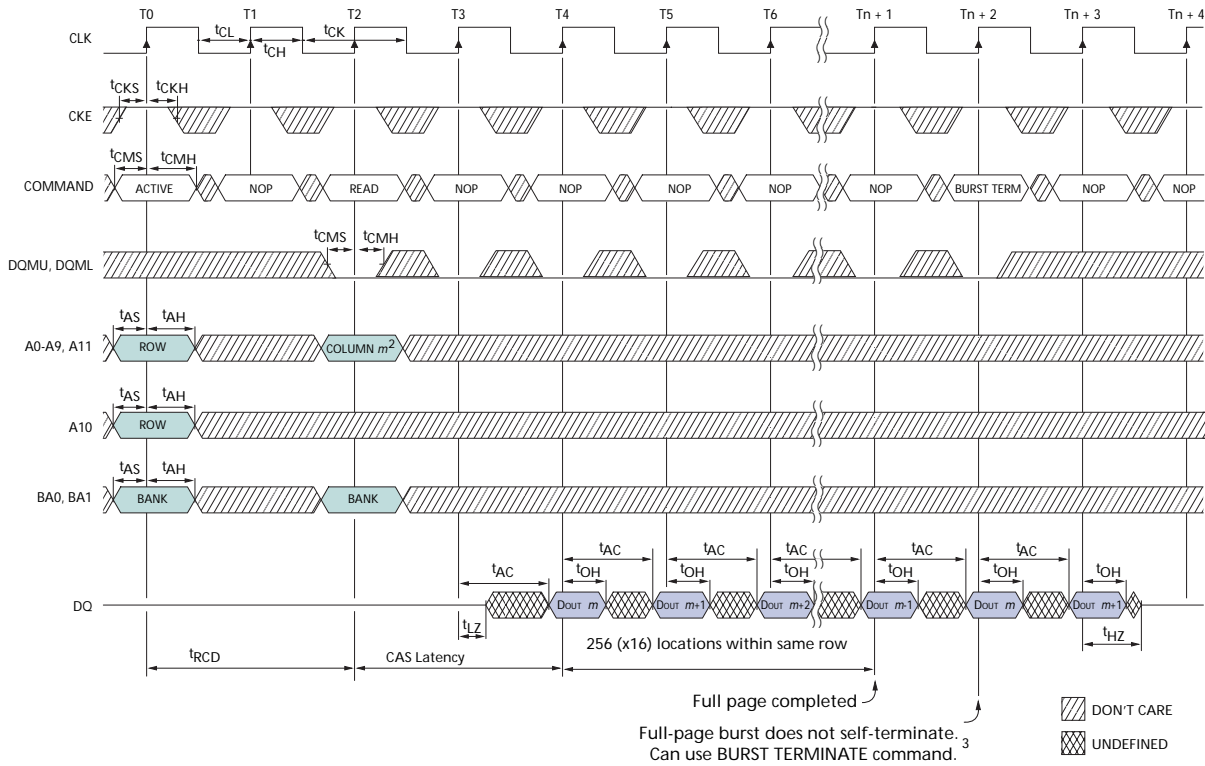 T0 T1 T2 T3 T4 T5 T6 Tn + 1 Tn + 2 Tn + 3 Tn + 4
CLK
tCL tCK
tCH
tCKS tCKH
CKE
tCMS tCMH
COMMAND ACTIVE NOP READ NOP NOP NOP NOP NOP BURST TERM NOP NOP
tCMS tCMH
DQMU, DQML
tAS tAH
A0-A9, A11 ROW COLUMN m2
tAS tAH
A10 ROW
tAS tAH
BA0, BA1 BANK BANK
tAC tAC tAC tAC tAC
tAC tOH tOH tOH tOH tOH tOH
DQ DOUT m DOUT m+1 DOUT m+2 DOUT m-1 DOUT m DOUT m+1
tLZ tHZ
256 (x16) locations within same row
tRCD CAS Latency
Full page completed
Full-page burst does not self-terminate.
Can use BURST TERMINATE command. 3
DON'T CARE
UNDEFINED